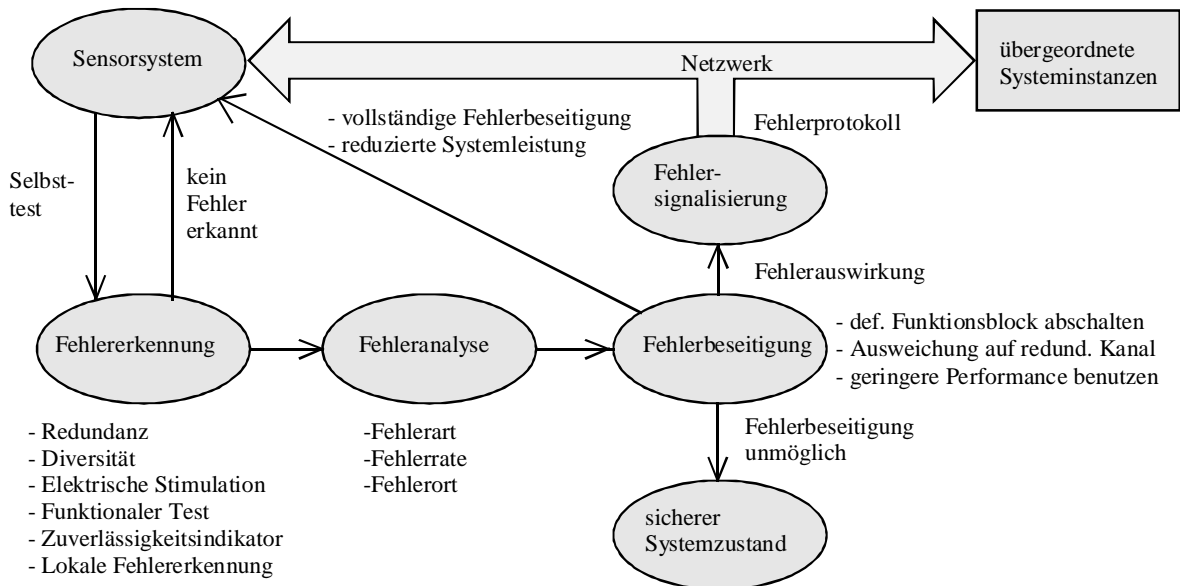 Sensorsystem
Netzwerk
übergeordnete
Systeminstanzen
- vollständige Fehlerbeseitigung
- reduzierte Systemleistung
Fehlerprotokoll
Selbst-
test
kein
Fehler
erkannt
Fehler-
signalisierung
Fehlerauswirkung
Fehlererkennung
Fehleranalyse
Fehlerbeseitigung
- def. Funktionsblock abschalten
- Ausweichung auf redund. Kanal
- geringere Performance benutzen
- Redundanz
- Diversität
- Elektrische Stimulation
- Funktionaler Test
- Zuverlässigkeitsindikator
- Lokale Fehlererkennung
-Fehlerart
-Fehlerrate
-Fehlerort
Fehlerbeseitigung
unmöglich
sicherer
Systemzustand